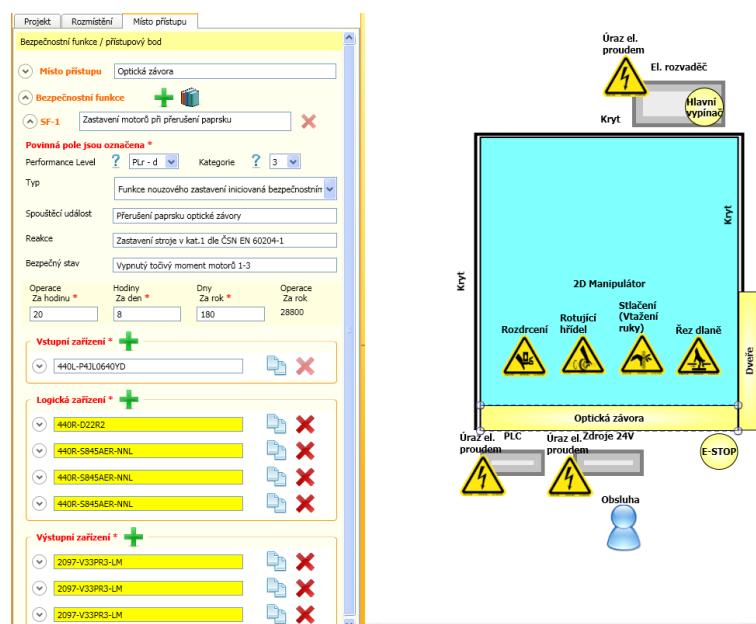 Projekt Rozmístění Místo přístupu
Bezpečnostní funkce / přístupový bod
Místo přístupu Optická závora
Bezpečnostní funkce
SF-1 Zastavení motorů při přerušení paprsku
Povinná pole jsou označena *
Performance Level ? PLr - d Kategorie ? 3
Typ Funkce nouzového zastavení iniciovaná bezpečnostním
Spouštěcí událost Přerušení paprsku optické závory
Reakce Zastavení stroje v kat.1 dle ČSN EN 60204-1
Bezpečný stav Vypnutý točivý moment motorů 1-3
Operace Hodiny Dny Operace
Za hodinu * Za den * Za rok * Za rok
20 8 180 28800
Vstupní zařízení *
440L-P4JL0640YD
Logická zařízení *
440R-D22R2
440R-S845AER-NNL
440R-S845AER-NNL
440R-S845AER-NNL
Výstupní zařízení *
2097-V33PR3-LM
2097-V33PR3-LM
2097-V33PR3-LM
Úraz el.
proudem
El. rozvaděč
Hlavní
vypínač
Kryt
Kryt
Kryt
2D Manipulátor
Rozdrcení
Rotující
hřídel
Stlačení
(Vtažení
ruky)
Řez dlaně
Dveře
Optická závora
Úraz el.
proudem
PLC
Úraz el.
proudem
Zdroje 24V
E-STOP
Obsluha